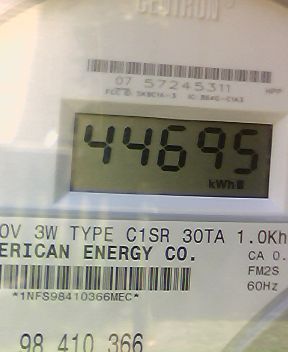 CENTRON
07 57245311
44695
kWh
0V 3W TYPE C1SR 30TA 1.0Kh
ERICAN ENERGY CO.
CA 0.
FM2S
*1NFS98410366MEC*
60Hz
98 410 366